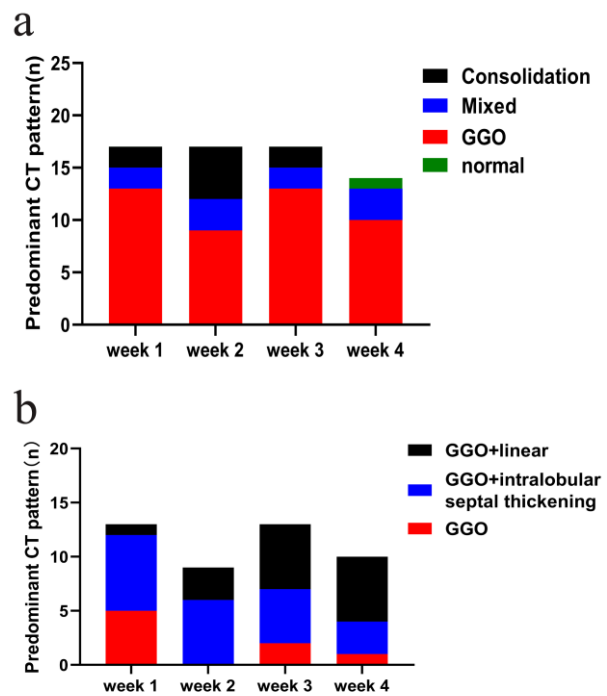 a
Predominant CT pattern(n)
25
20
15
10
5
0
week 1 week 2 week 3 week 4
Consolidation
Mixed
GGO
normal
b
Predominant CT pattern（n）
20
15
10
5
0
week 1 week 2 week 3 week 4
GGO+linear
GGO+intralobular
septal thickening
GGO